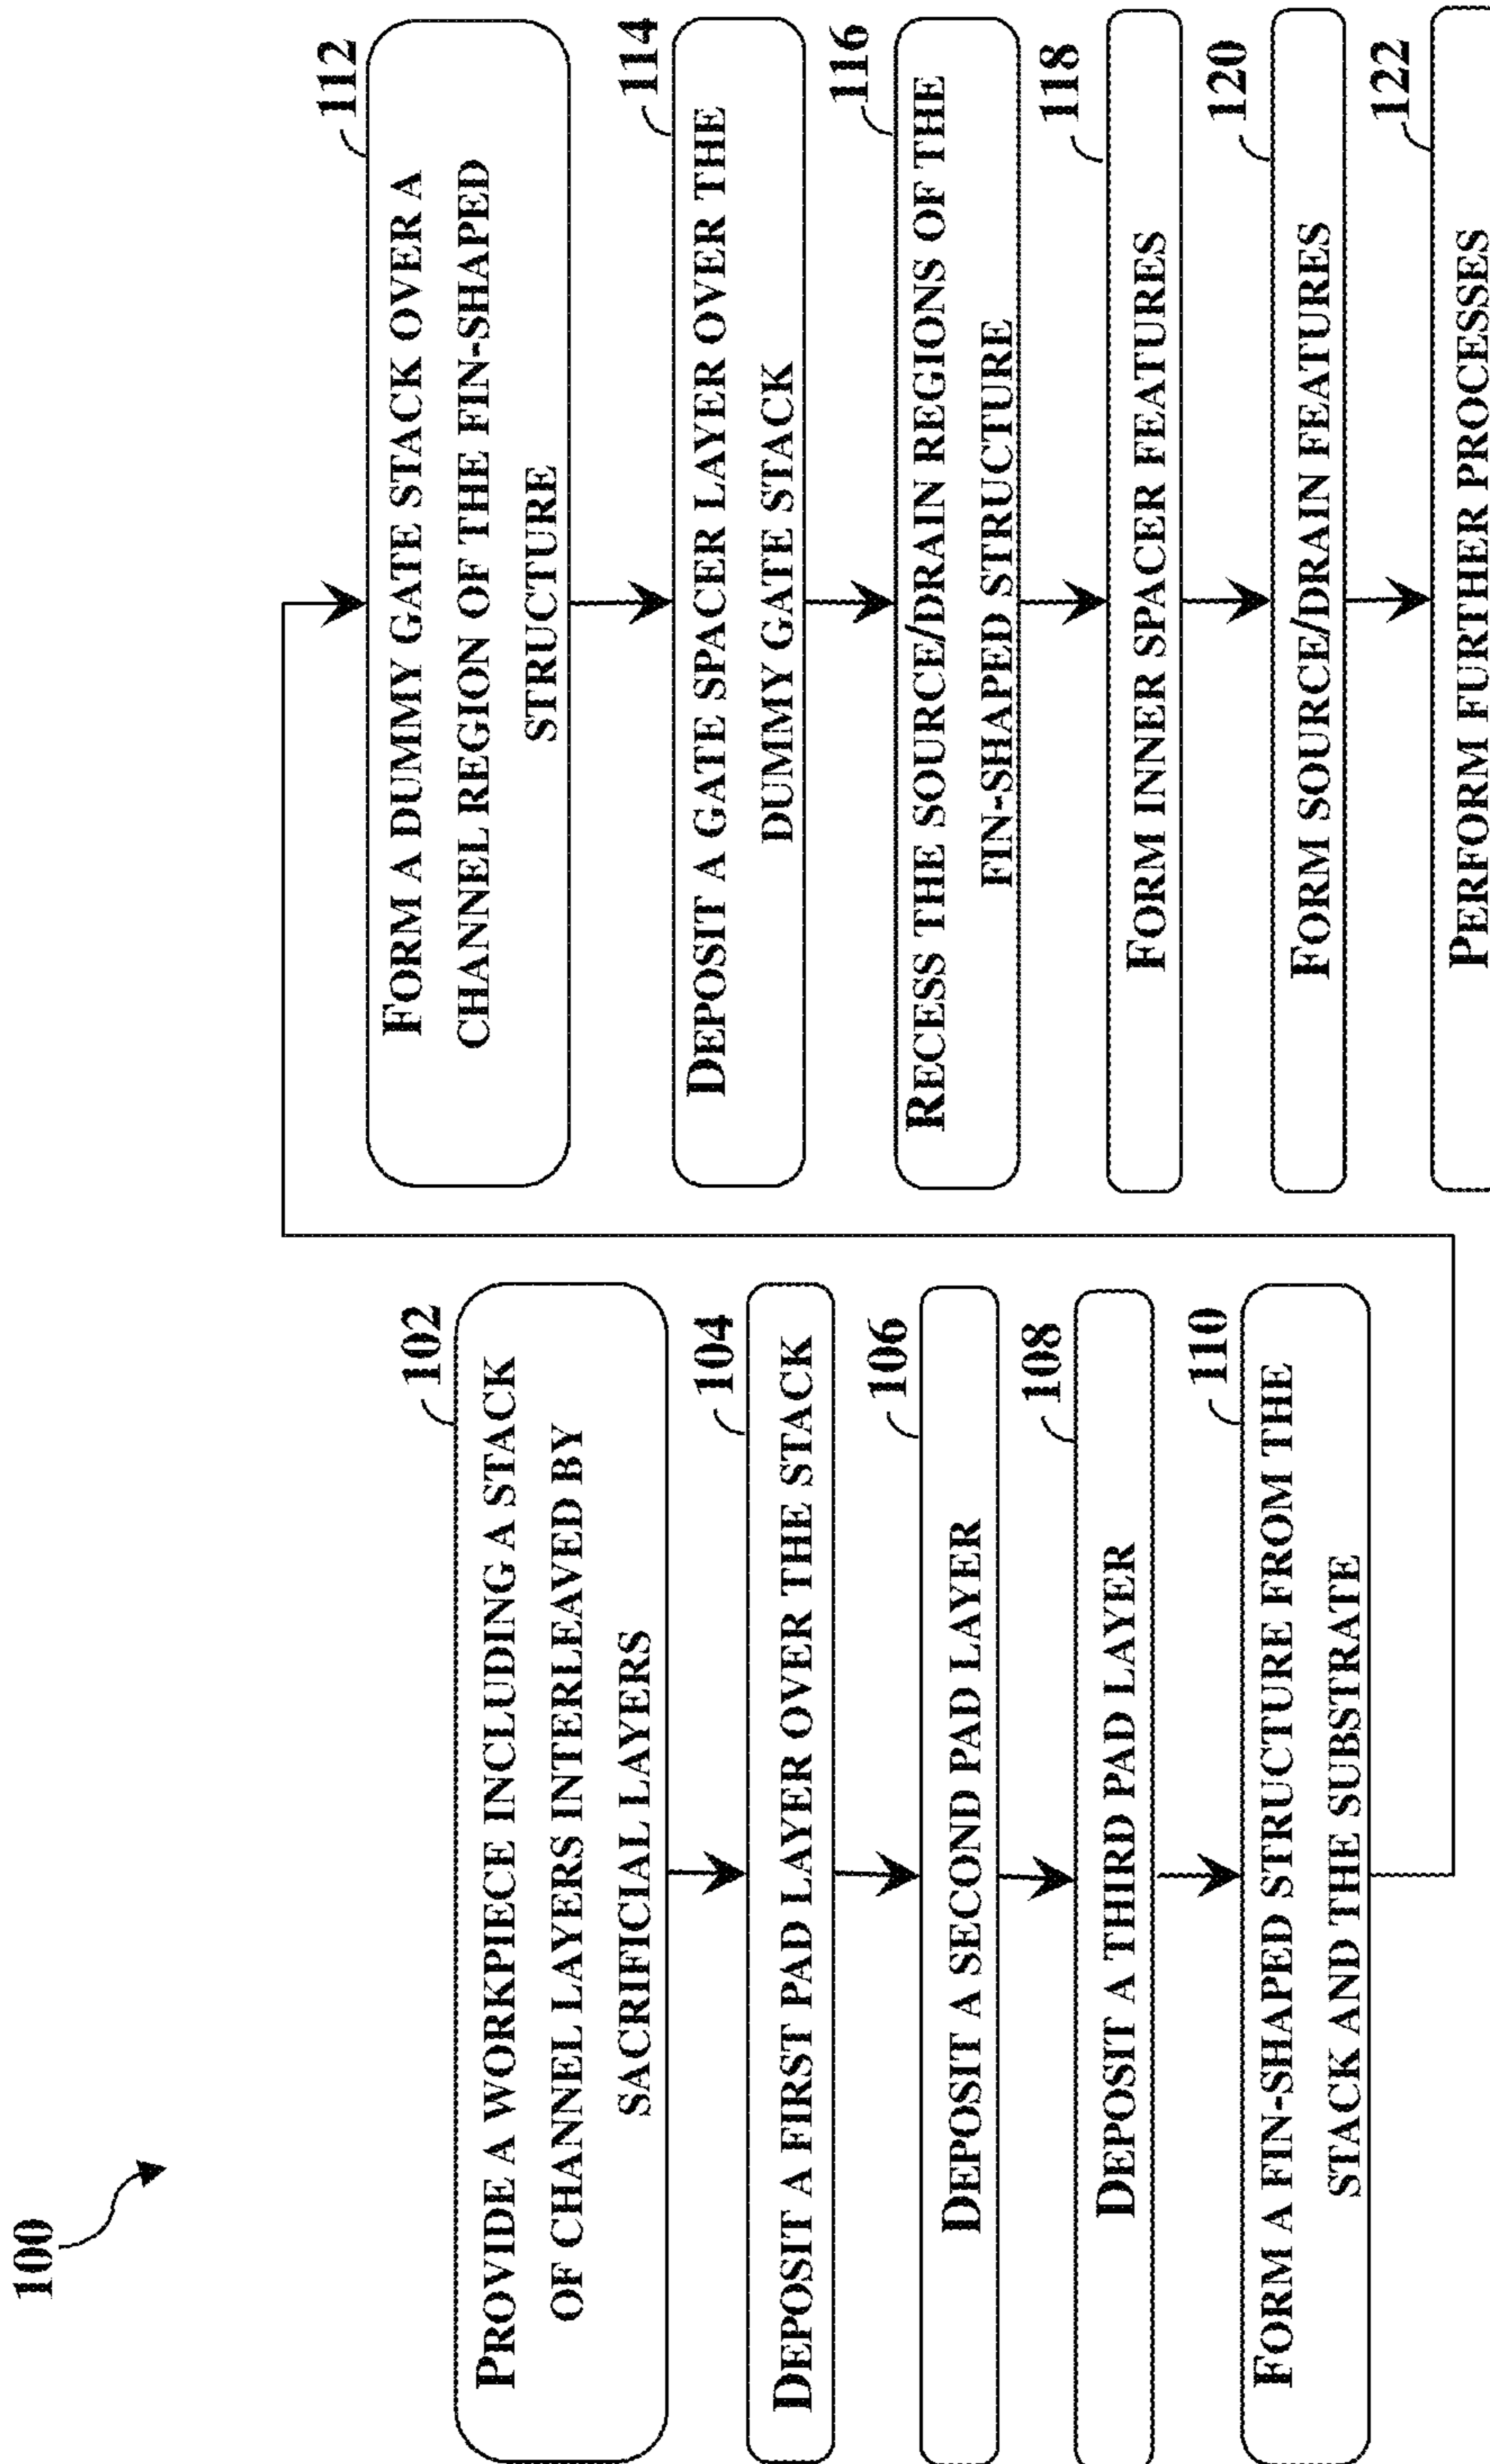 100
102
PROVIDE A WORKPIECE INCLUDING A STACK
OF CHANNEL LAYERS INTERLEAVED BY
SACRIFICIAL LAYERS
104
DEPOSIT A FIRST PAD LAYER OVER THE STACK
106
DEPOSIT A SECOND PAD LAYER
108
DEPOSIT A THIRD PAD LAYER
110
FORM A FIN-SHAPED STRUCTURE FROM THE
STACK AND THE SUBSTRATE
112
FORM A DUMMY GATE STACK OVER A
CHANNEL REGION OF THE FIN-SHAPED
STRUCTURE
114
DEPOSIT A GATE SPACER LAYER OVER THE
DUMMY GATE STACK
116
RECESS THE SOURCE/DRAIN REGIONS OF THE
FIN-SHAPED STRUCTURE
118
FORM INNER SPACER FEATURES
120
FORM SOURCE/DRAIN FEATURES
122
PERFORM FURTHER PROCESSES